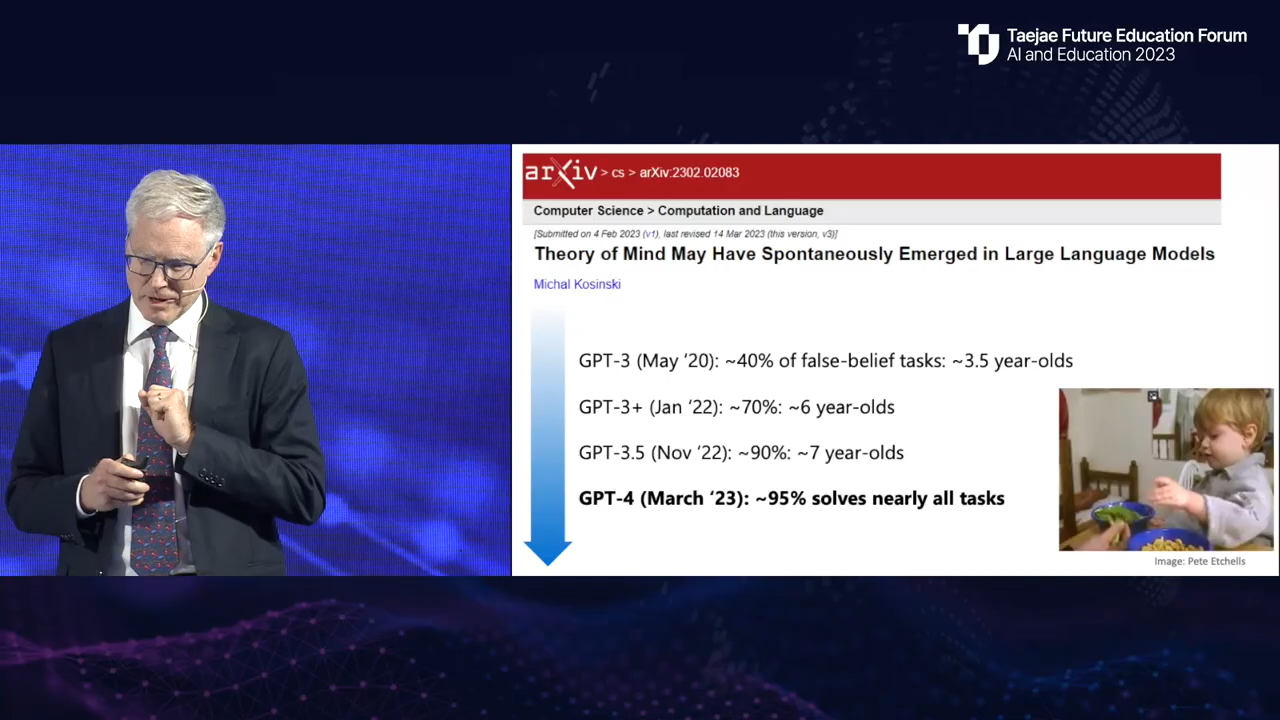 Taejae Future Education Forum
AI and Education 2023
arXiv > cs > arXiv:2302.02083
Computer Science > Computation and Language
[Submitted on 4 Feb 2023 (v1), last revised 14 Mar 2023 (this version, v3)]
Theory of Mind May Have Spontaneously Emerged in Large Language Models
Michal Kosinski
GPT-3 (May ‘20): ~40% of false-belief tasks: ~3.5 year-olds
GPT-3+ (Jan ‘22): ~70%: ~6 year-olds
GPT-3.5 (Nov ‘22): ~90%: ~7 year-olds
GPT-4 (March ‘23): ~95% solves nearly all tasks
Image: Pete Etchells